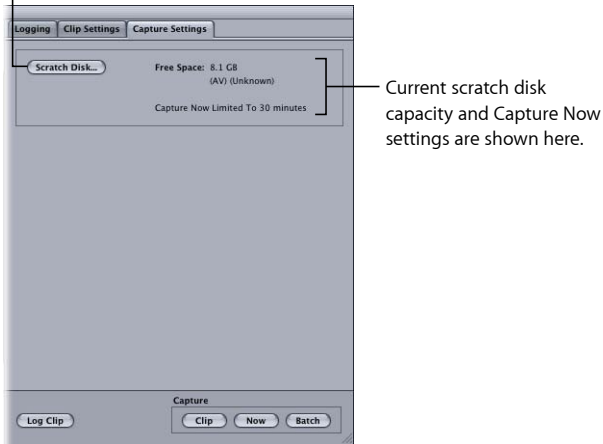 Logging Clip Settings Capture Settings
Scratch Disk... Free Space: 8.1 GB
(AV) (Unknown)
Capture Now Limited To 30 minutes
Current scratch disk
capacity and Capture Now
settings are shown here.
Capture
Log Clip Clip Now Batch